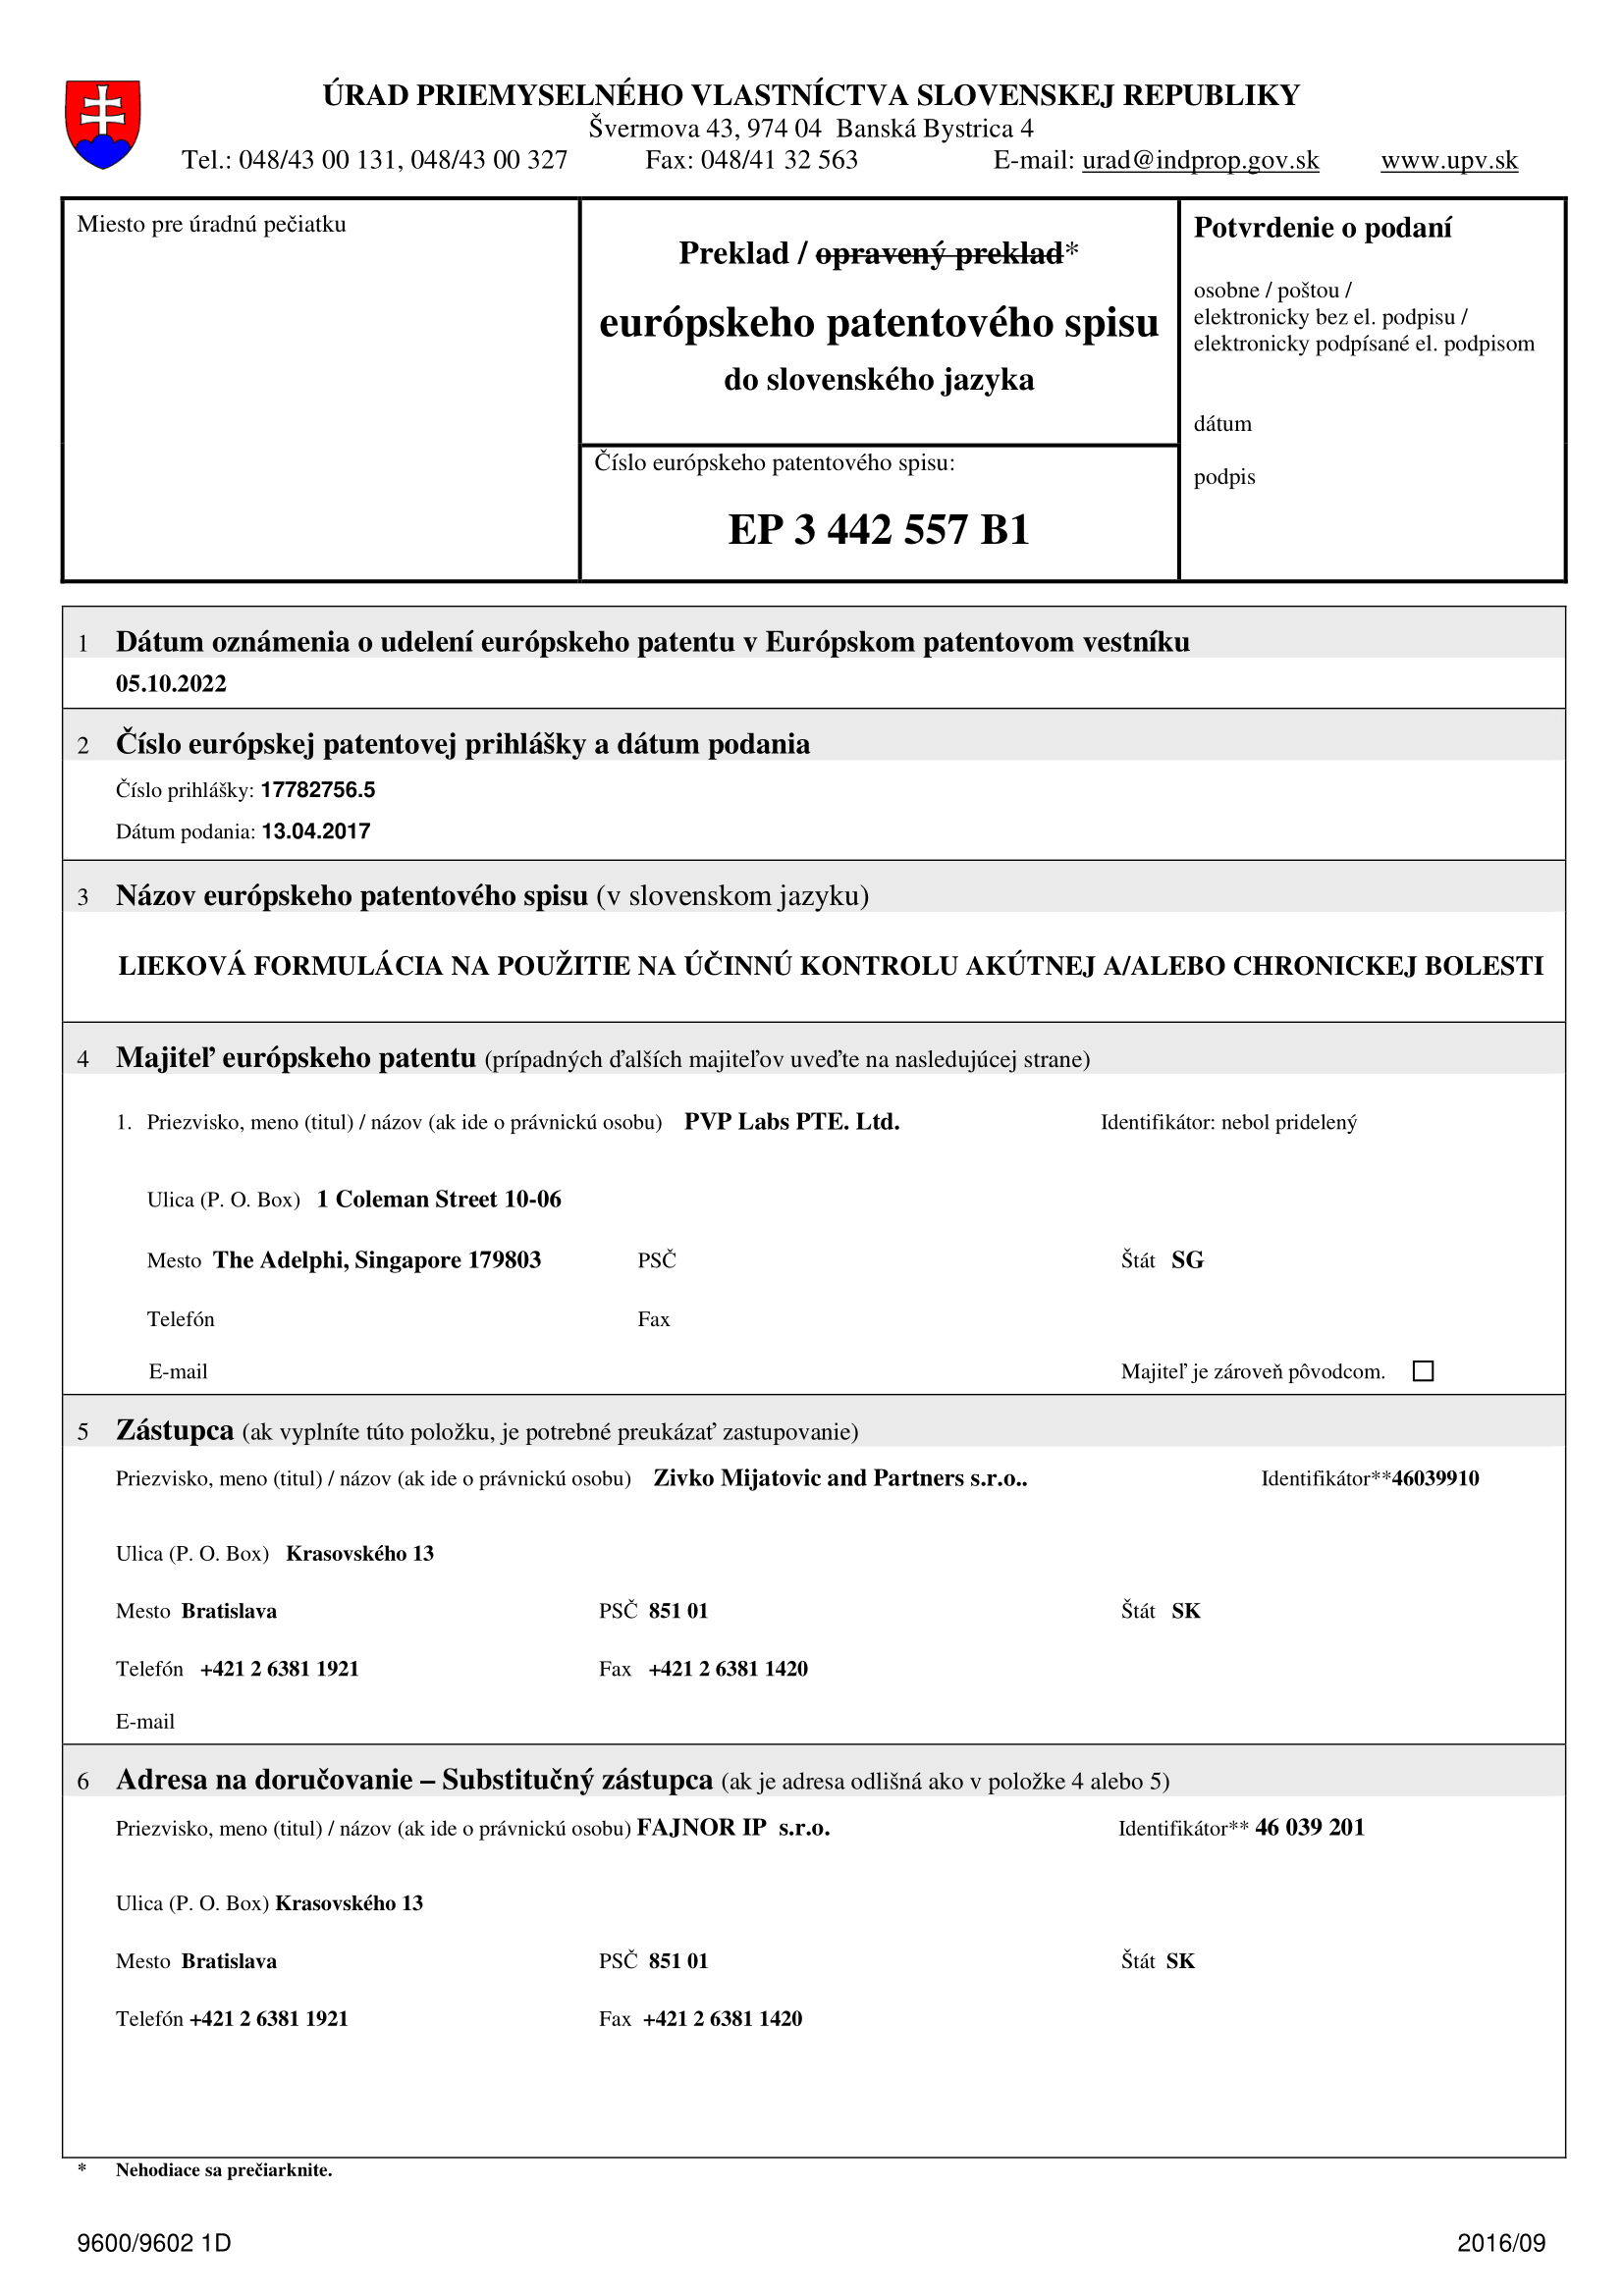 ÚRAD PRIEMYSELNÉHO VLASTNÍCTVA SLOVENSKEJ REPUBLIKY
Švermova 43, 974 04  Banská Bystrica 4
Tel.: 048/43 00 131, 048/43 00 327 Fax: 048/41 32 563 E-mail: urad@indprop.gov.sk www.upv.sk
Miesto pre úradnú pečiatku
Preklad / opravený preklad*
európskeho patentového spisu
do slovenského jazyka
Číslo európskeho patentového spisu:
EP 3 442 557 B1
Potvrdenie o podaní
osobne / poštou /
elektronicky bez el. podpisu /
elektronicky podpísané el. podpisom
dátum
podpis
1 Dátum oznámenia o udelení európskeho patentu v Európskom patentovom vestníku
05.10.2022
2 Číslo európskej patentovej prihlášky a dátum podania
Číslo prihlášky: 17782756.5
Dátum podania: 13.04.2017
3 Názov európskeho patentového spisu (v slovenskom jazyku)
LIEKOVÁ FORMULÁCIA NA POUŽITIE NA ÚČINNÚ KONTROLU AKÚTNEJ A/ALEBO CHRONICKEJ BOLESTI
4 Majiteľ európskeho patentu (prípadných ďalších majiteľov uveďte na nasledujúcej strane)
1. Priezvisko, meno (titul) / názov (ak ide o právnickú osobu) PVP Labs PTE. Ltd. Identifikátor: nebol pridelený
Ulica (P. O. Box) 1 Coleman Street 10-06
Mesto The Adelphi, Singapore 179803 PSČ Štát SG
Telefón Fax
E-mail Majiteľ je zároveň pôvodcom. ☐
5 Zástupca (ak vyplníte túto položku, je potrebné preukázať zastupovanie)
Priezvisko, meno (titul) / názov (ak ide o právnickú osobu) Zivko Mijatovic and Partners s.r.o.. Identifikátor**46039910
Ulica (P. O. Box) Krasovského 13
Mesto Bratislava PSČ 851 01 Štát SK
Telefón +421 2 6381 1921 Fax +421 2 6381 1420
E-mail
6 Adresa na doručovanie – Substitučný zástupca (ak je adresa odlišná ako v položke 4 alebo 5)
Priezvisko, meno (titul) / názov (ak ide o právnickú osobu) FAJNOR IP  s.r.o. Identifikátor** 46 039 201
Ulica (P. O. Box) Krasovského 13
Mesto Bratislava PSČ 851 01 Štát SK
Telefón +421 2 6381 1921 Fax +421 2 6381 1420
* Nehodiace sa prečiarknite.
9600/9602 1D 2016/09